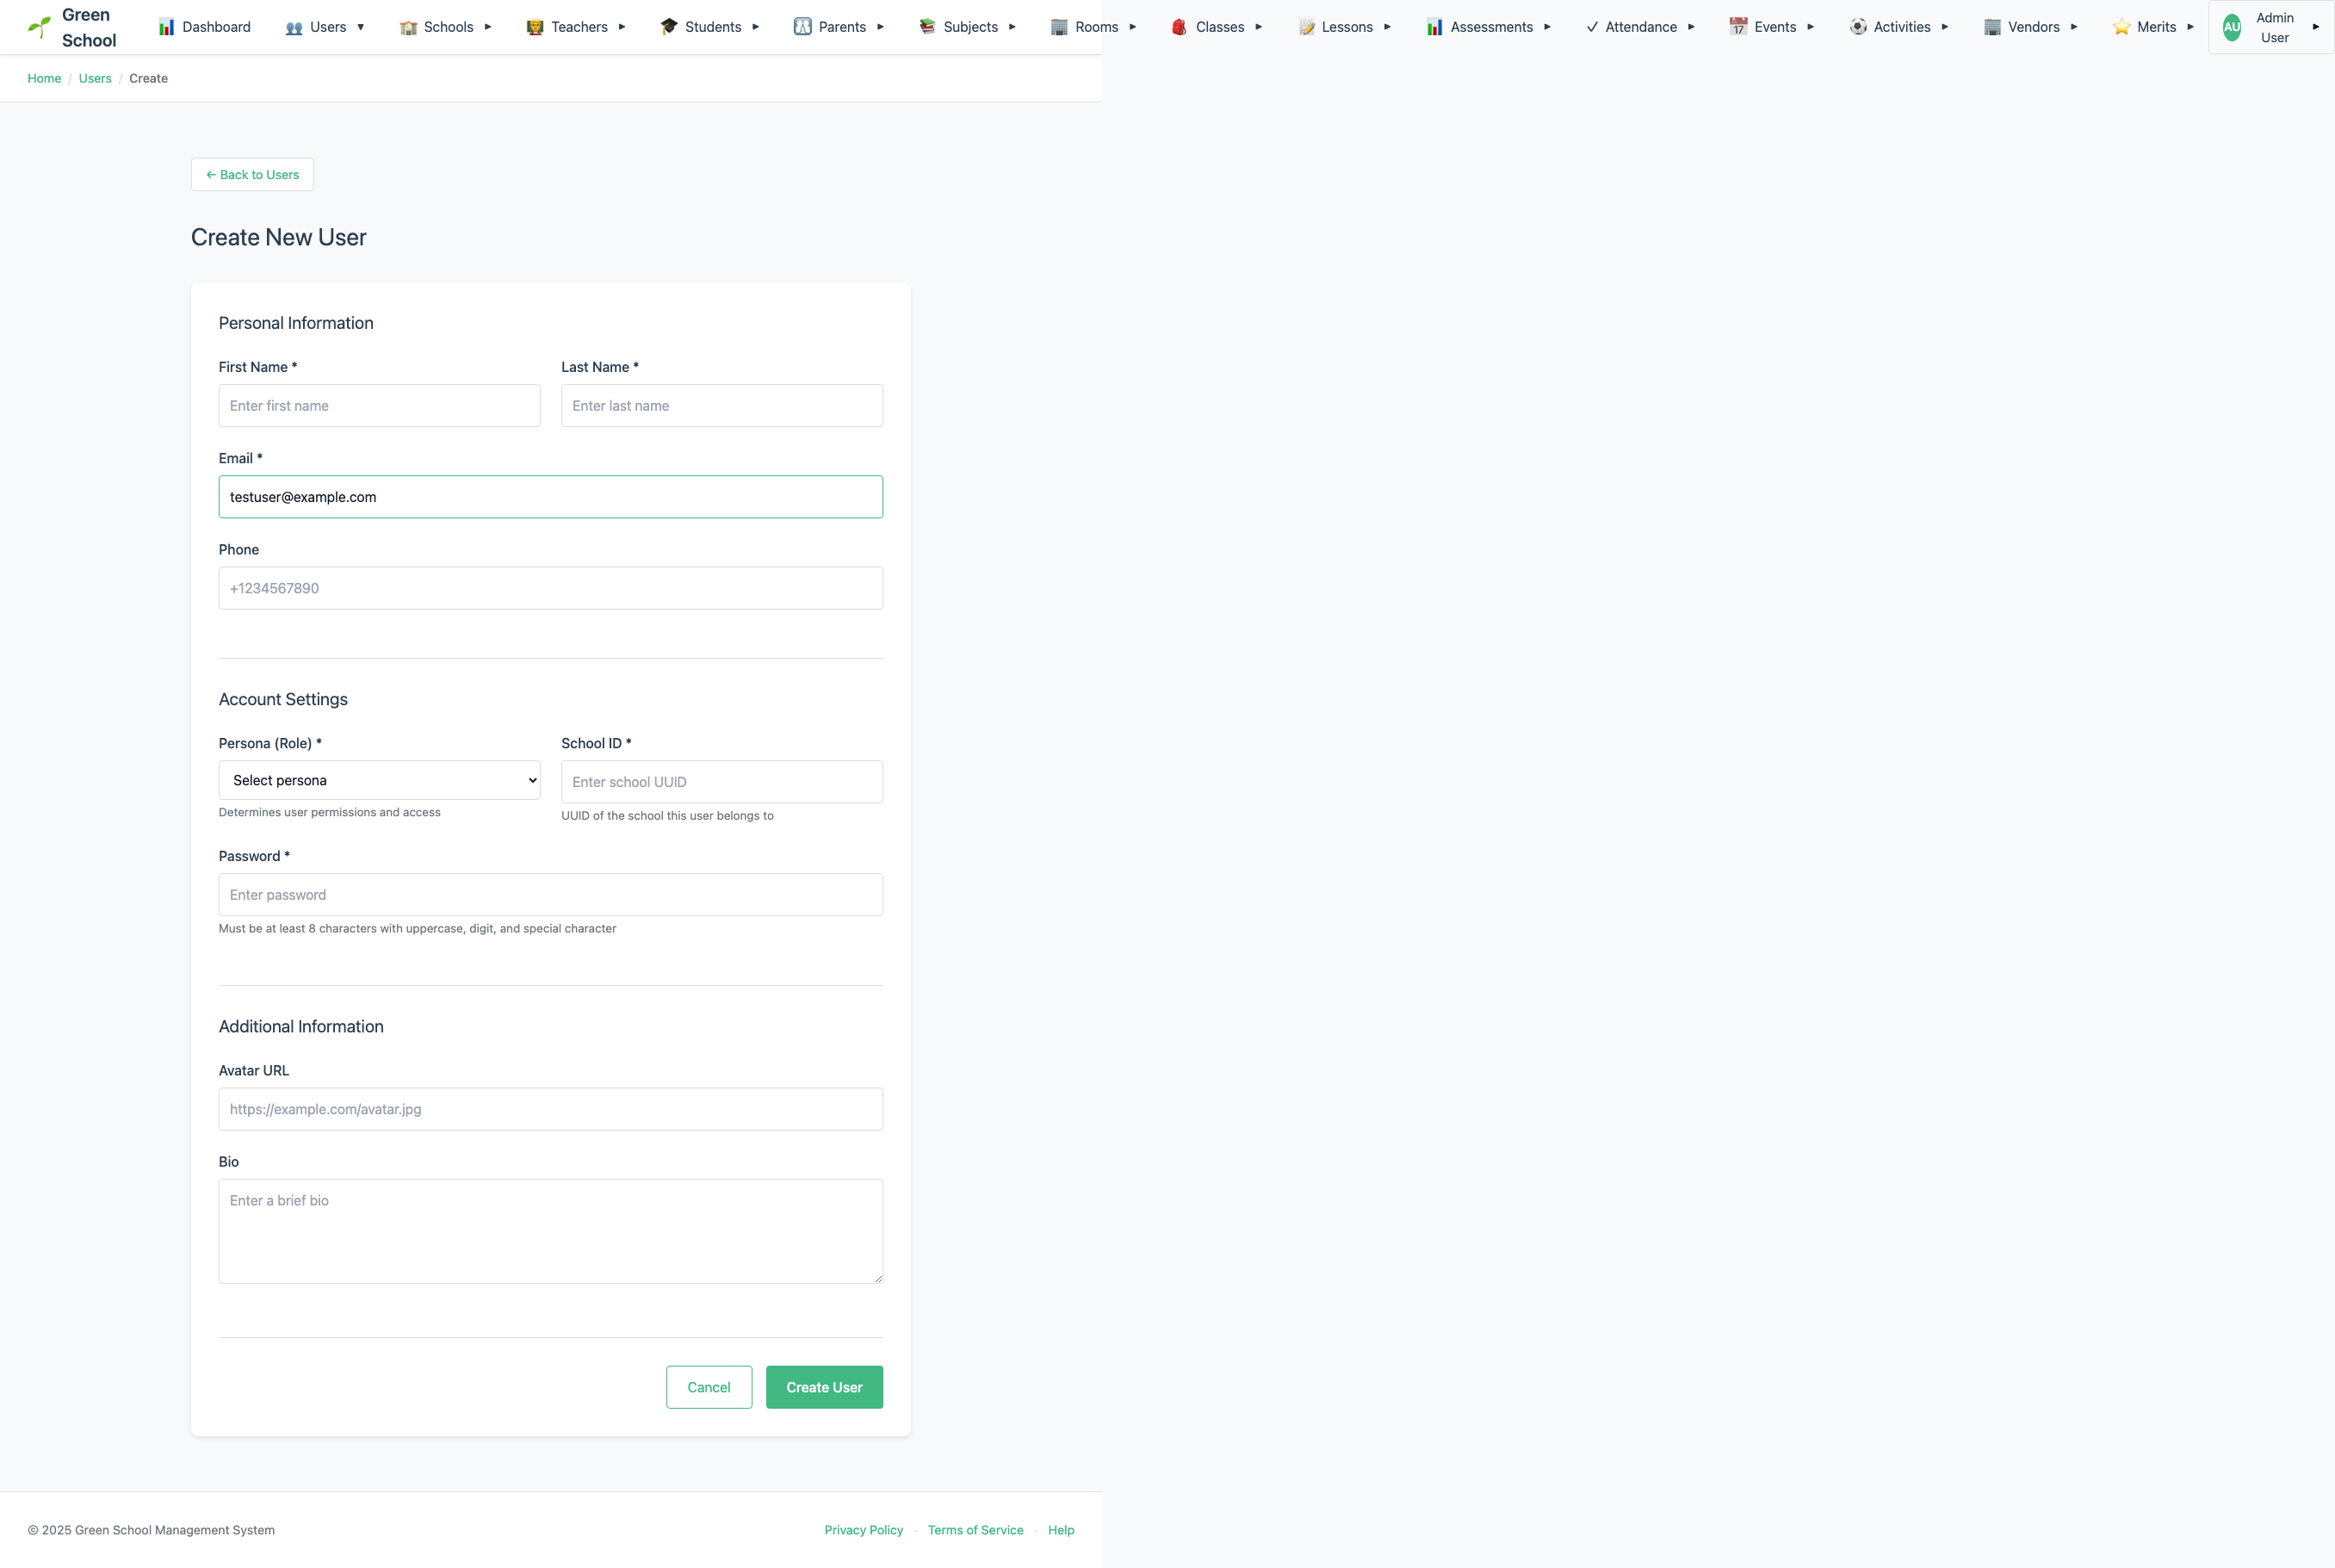 Green School
Dashboard
Users ▼
Schools ►
Teachers ►
Students ►
Parents ►
Subjects ►
Rooms ►
Classes ►
Lessons ►
Assessments ►
✓ Attendance ►
Events ►
Activities ►
Vendors ►
Merits ►
AU Admin User ►
Home / Users / Create
← Back to Users
Create New User
Personal Information
First Name *
Enter first name
Last Name *
Enter last name
Email *
testuser@example.com
Phone
+1234567890
Account Settings
Persona (Role) *
Select persona
Determines user permissions and access
School ID *
Enter school UUID
UUID of the school this user belongs to
Password *
Enter password
Must be at least 8 characters with uppercase, digit, and special character
Additional Information
Avatar URL
https://example.com/avatar.jpg
Bio
Enter a brief bio
Cancel
Create User
© 2025 Green School Management System
Privacy Policy · Terms of Service · Help